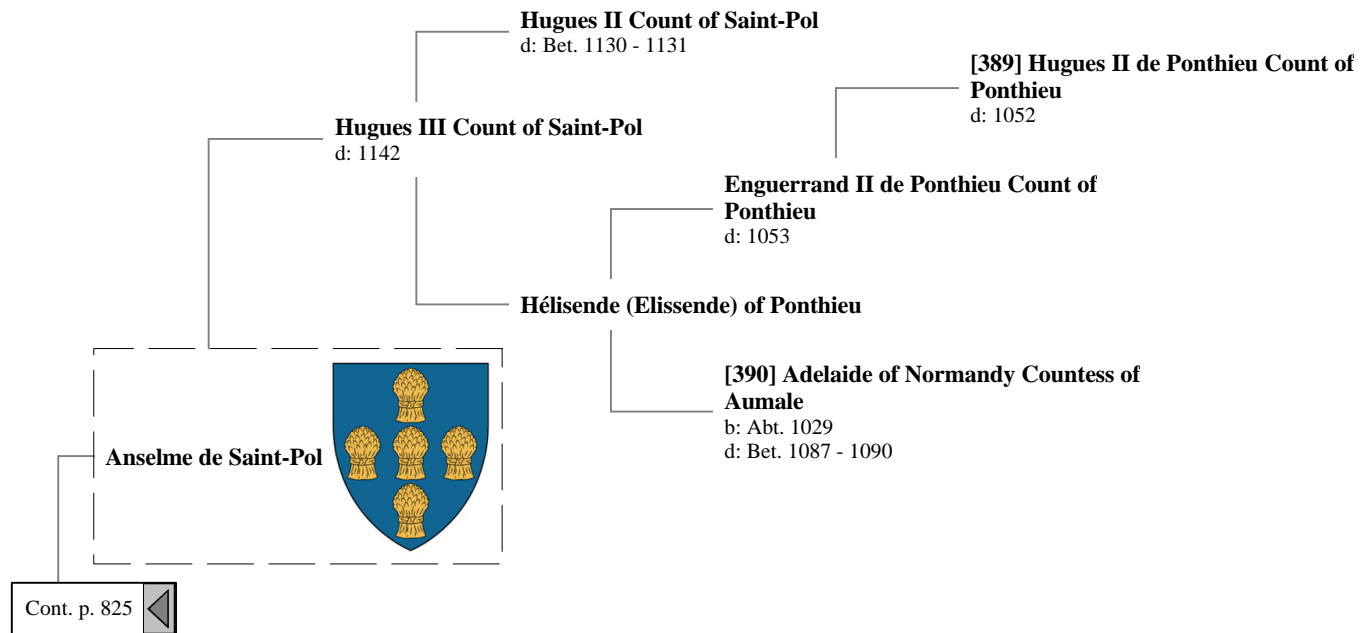 Hugues II Count of Saint-Pol
d: Bet. 1130 - 1131
[389] Hugues II de Ponthieu Count of
Ponthieu
d: 1052
Hugues III Count of Saint-Pol
d: 1142
Enguerrand II de Ponthieu Count of
Ponthieu
d: 1053
Hélisende (Elissende) of Ponthieu
[390] Adelaide of Normandy Countess of
Aumale
b: Abt. 1029
d: Bet. 1087 - 1090
Anselme de Saint-Pol
Cont. p. 825